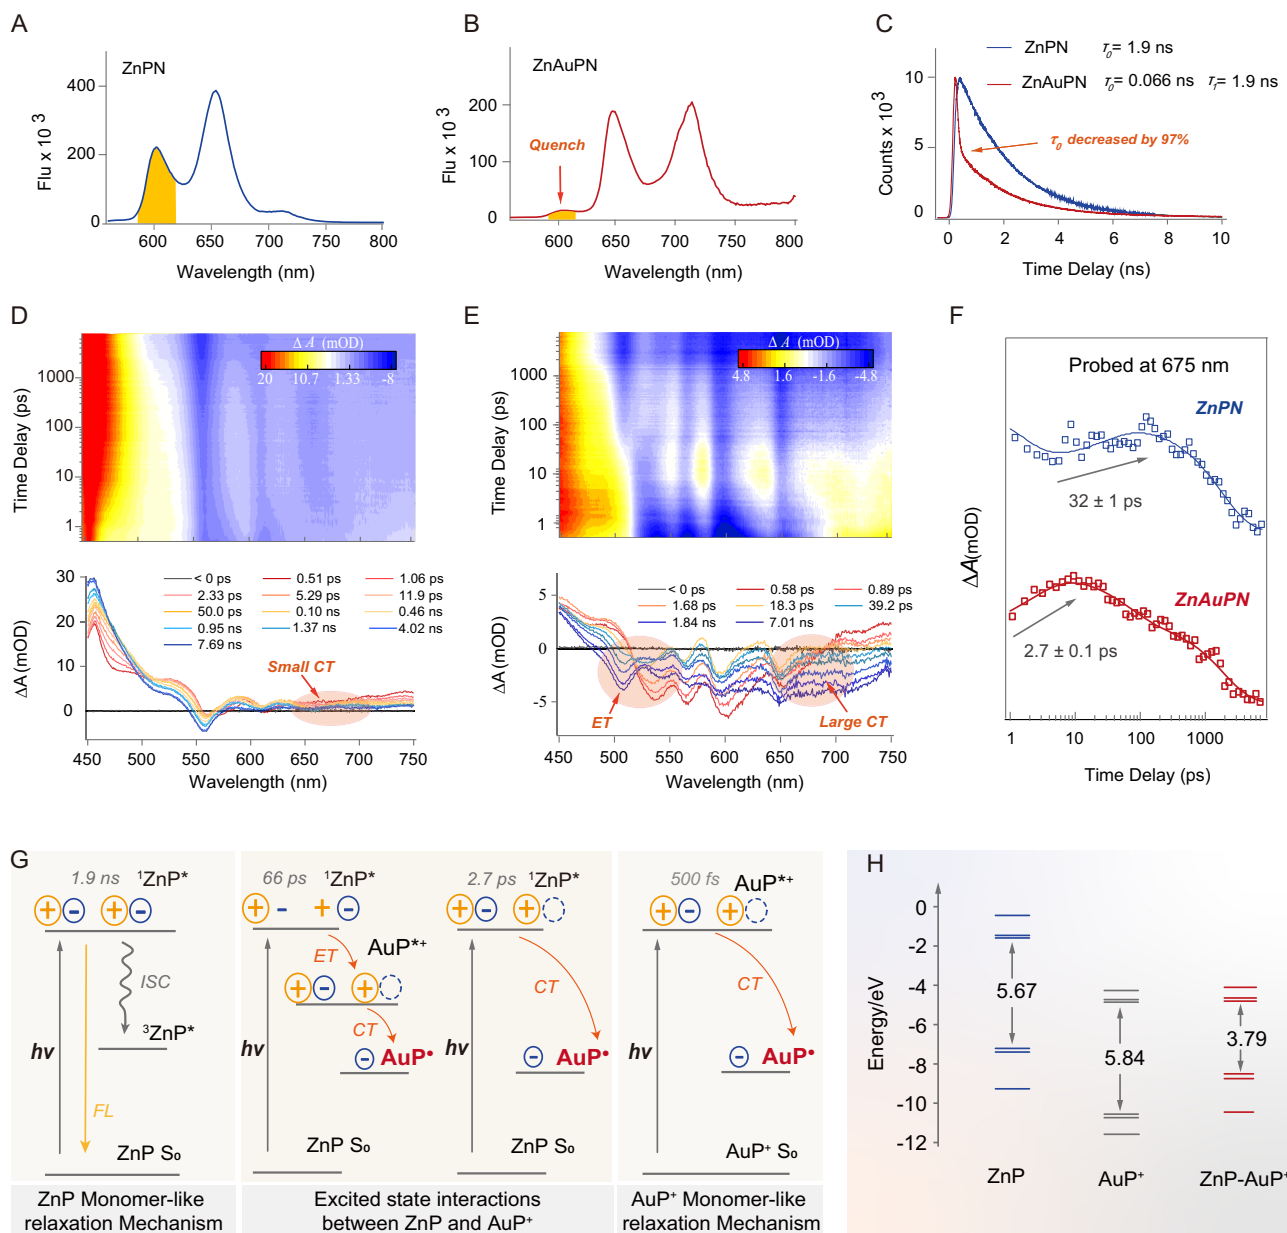 A
ZnPN
Flu x 10 3
400
200
0
600
650
700
750
800
Wavelength (nm)
B
ZnAuPN
Quench
Flu x 10 3
200
100
0
600
650
700
750
800
Wavelength (nm)
C
ZnPN τ0= 1.9 ns
ZnAuPN τ0= 0.066 ns τT= 1.9 ns
τ0 decreased by 97%
Counts x 10³
10
5
0
0
2
4
6
8
10
Time Delay (ns)
D
Δ A (mOD)
20 10.7 1.33 -8
Time Delay (ps)
1000
100
10
1
< 0 ps 0.51 ps 1.06 ps
2.33 ps 5.29 ps 11.9 ps
50.0 ps 0.10 ns 0.46 ns
0.95 ns 1.37 ns 4.02 ns
7.69 ns
Small CT
ΔA (mOD)
30
20
10
0
450 500 550 600 650 700 750
Wavelength (nm)
E
Δ A (mOD)
4.8 1.6 -1.6 -4.8
Time Delay (ps)
1000
100
10
1
< 0 ps 0.58 ps 0.89 ps
1.68 ps 18.3 ps 39.2 ps
1.84 ns 7.01 ns
ET
Large CT
ΔA (mOD)
5
0
-5
450 500 550 600 650 700 750
Wavelength (nm)
F
Probed at 675 nm
ZnPN
32 ± 1 ps
ZnAuPN
2.7 ± 0.1 ps
ΔA(mOD)
1 10 100 1000
Time Delay (ps)
G
1.9 ns ¹ZnP*
+ - + -
ISC
³ZnP*
hv
FL
ZnP S₀
ZnP Monomer-like
relaxation Mechanism
66 ps ¹ZnP*
+ - + -
ET
AuP*⁺
+ - +
CT
hv
- AuP•
ZnP S₀
2.7 ps ¹ZnP*
+ - +
CT
hv
- AuP•
ZnP S₀
Excited state interactions
between ZnP and AuP⁺
500 fs AuP*⁺
+ - +
CT
hv
- AuP•
AuP⁺ S₀
AuP⁺ Monomer-like
relaxation Mechanism
H
Energy/eV
0
-2
-4
-6
-8
-10
-12
5.67
5.84
3.79
ZnP
AuP⁺
ZnP-AuP⁺